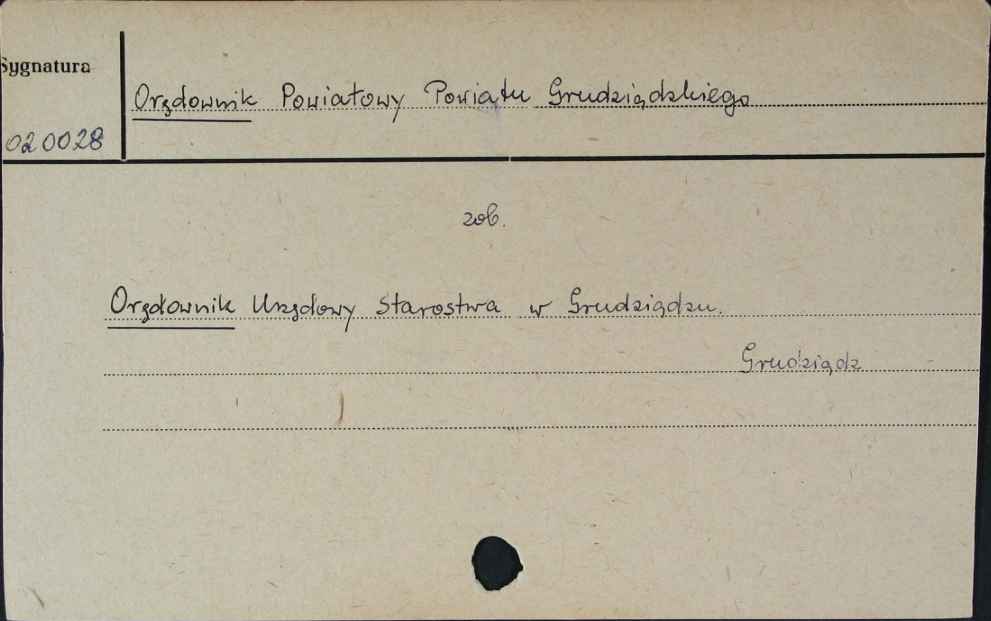 Sygnatura
Orędownik Powiatowy Powiatu Grudziądzkiego
020028
zob.
Orędownik Urzędowy Starostwa w Grudziądzu.
Grudziądz